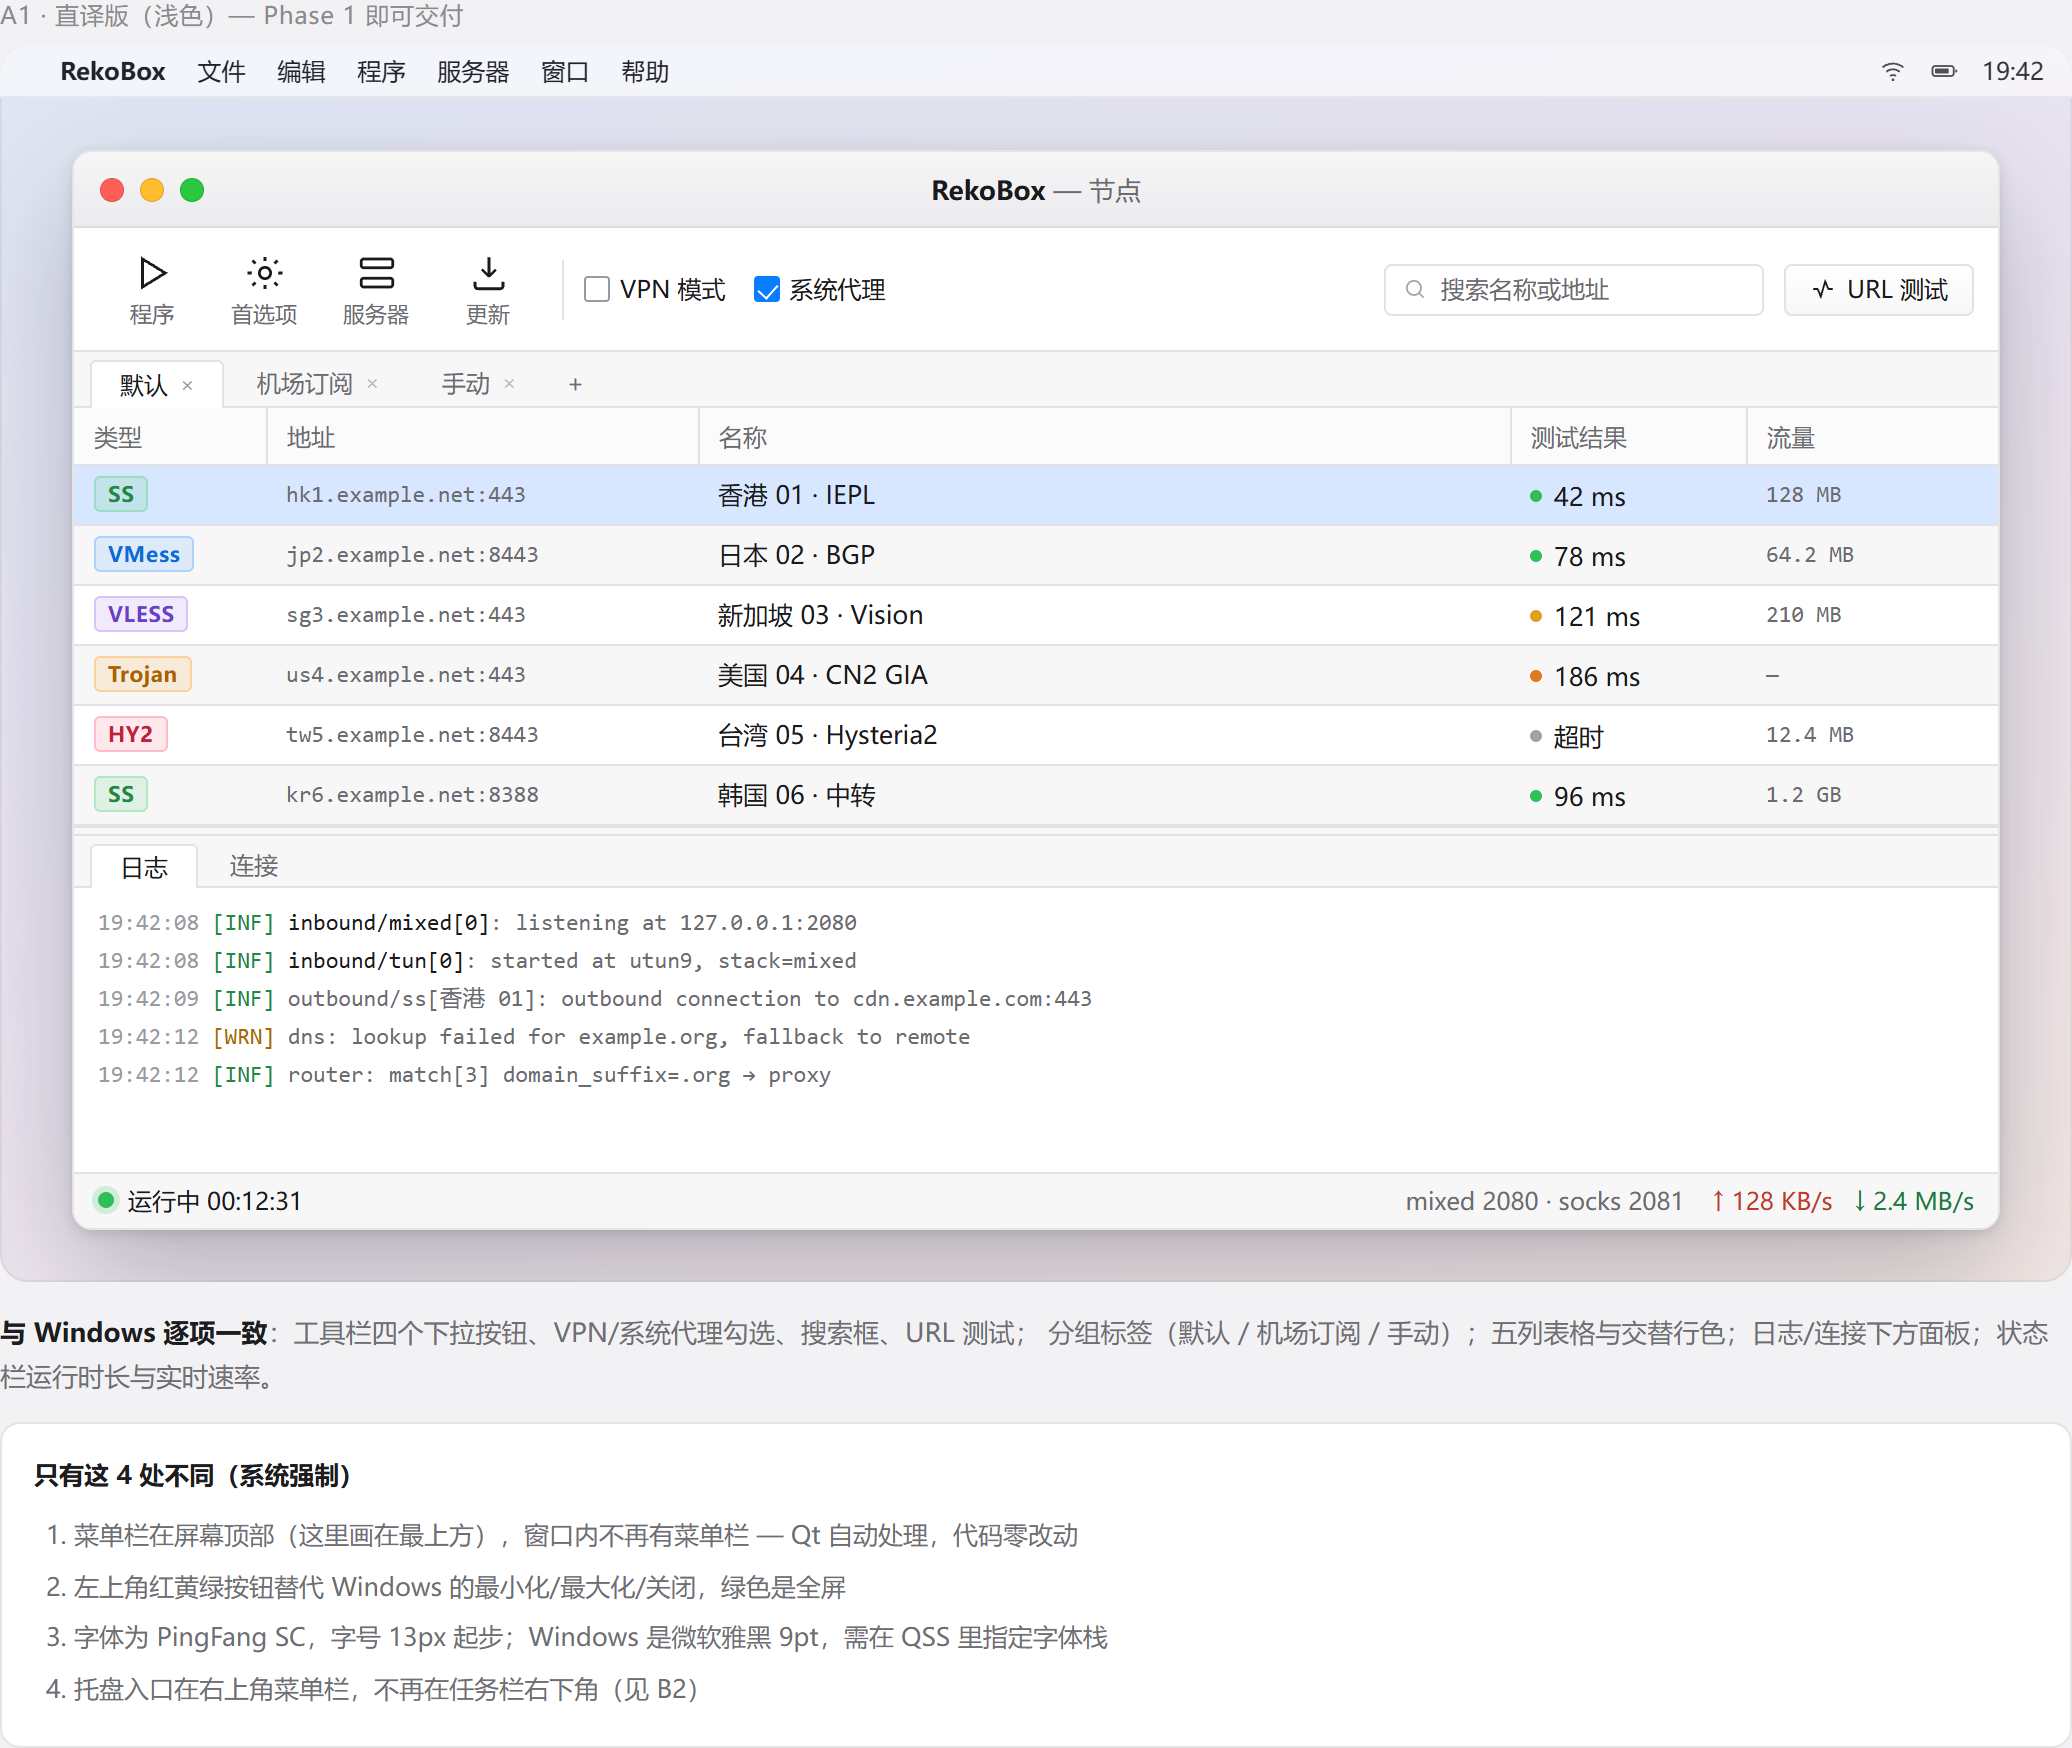 A1 · 直译版（浅色）— Phase 1 即可交付
RekoBox 文件 编辑 程序 服务器 窗口 帮助 19:42
RekoBox — 节点
程序 首选项 服务器 更新 VPN 模式 系统代理 搜索名称或地址 URL 测试
默认 × 机场订阅 × 手动 × +
类型 地址 名称 测试结果 流量
SS hk1.example.net:443 香港 01 · IEPL 42 ms 128 MB
VMess jp2.example.net:8443 日本 02 · BGP 78 ms 64.2 MB
VLESS sg3.example.net:443 新加坡 03 · Vision 121 ms 210 MB
Trojan us4.example.net:443 美国 04 · CN2 GIA 186 ms —
HY2 tw5.example.net:8443 台湾 05 · Hysteria2 超时 12.4 MB
SS kr6.example.net:8388 韩国 06 · 中转 96 ms 1.2 GB
日志 连接
19:42:08 [INF] inbound/mixed[0]: listening at 127.0.0.1:2080
19:42:08 [INF] inbound/tun[0]: started at utun9, stack=mixed
19:42:09 [INF] outbound/ss[香港 01]: outbound connection to cdn.example.com:443
19:42:12 [WRN] dns: lookup failed for example.org, fallback to remote
19:42:12 [INF] router: match[3] domain_suffix=.org → proxy
运行中 00:12:31 mixed 2080 · socks 2081 ↑ 128 KB/s ↓ 2.4 MB/s
与 Windows 逐项一致：工具栏四个下拉按钮、VPN/系统代理勾选、搜索框、URL 测试； 分组标签（默认 / 机场订阅 / 手动）；五列表格与交替行色；日志/连接下方面板；状态
栏运行时长与实时速率。
只有这 4 处不同（系统强制）
1. 菜单栏在屏幕顶部（这里画在最上方），窗口内不再有菜单栏 — Qt 自动处理，代码零改动
2. 左上角红黄绿按钮替代 Windows 的最小化/最大化/关闭，绿色是全屏
3. 字体为 PingFang SC，字号 13px 起步；Windows 是微软雅黑 9pt，需在 QSS 里指定字体栈
4. 托盘入口在右上角菜单栏，不再在任务栏右下角（见 B2）